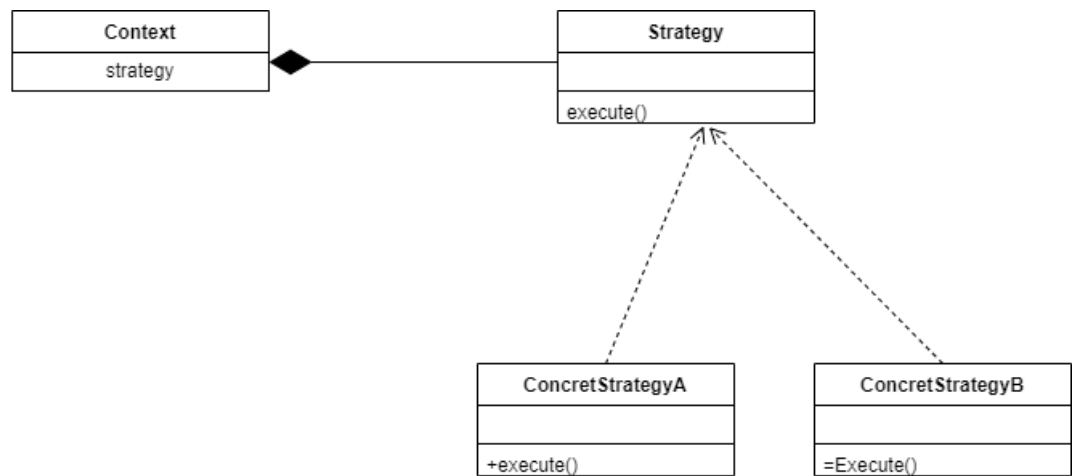 Context
strategy
Strategy
execute()
ConcretStrategyA
+execute()
ConcretStrategyB
=Execute()